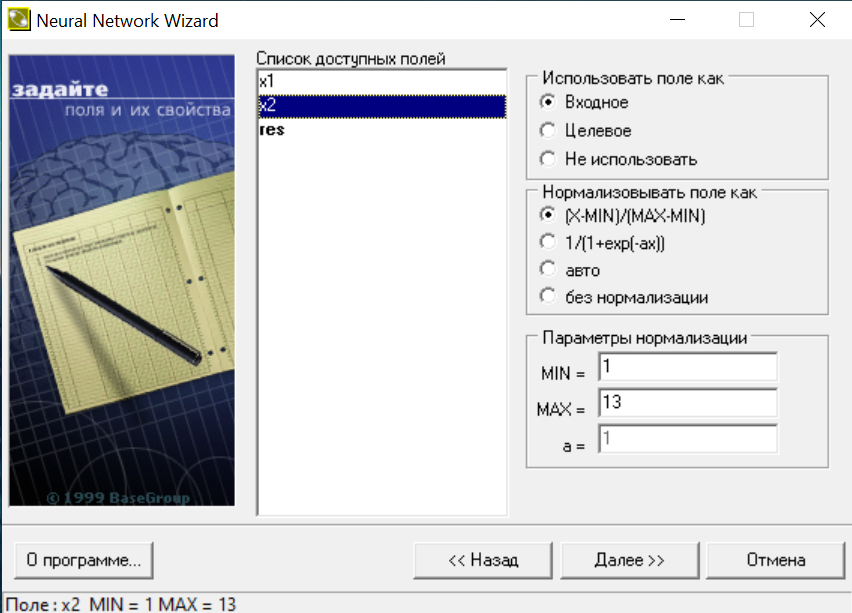 Neural Network Wizard
задайте
поля и их свойства
© 1999 BaseGroup
Список доступных полей
x1
x2
res
Использовать поле как
Входное
Целевое
Не использовать
Нормализовывать поле как
(X-MIN)/(MAX-MIN)
1/(1+exp(-ax))
авто
без нормализации
Параметры нормализации
MIN = 1
MAX = 13
a = 1
О программе...
<< Назад
Далее >>
Отмена
Поле : x2 MIN = 1 MAX = 13